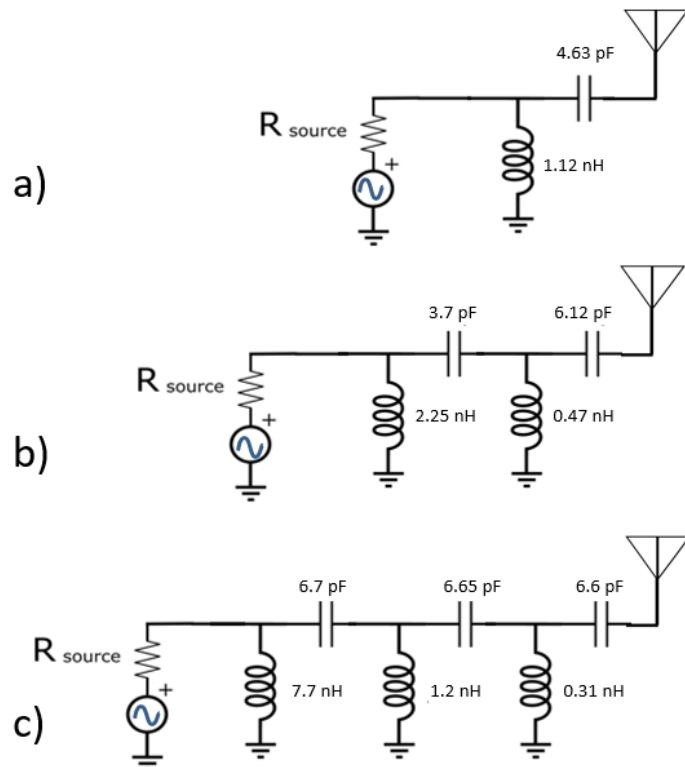 4.63 pF
R source
+
1.12 nH
a)
3.7 pF
6.12 pF
R source
+
2.25 nH
0.47 nH
b)
6.7 pF
6.65 pF
6.6 pF
R source
+
7.7 nH
1.2 nH
0.31 nH
c)